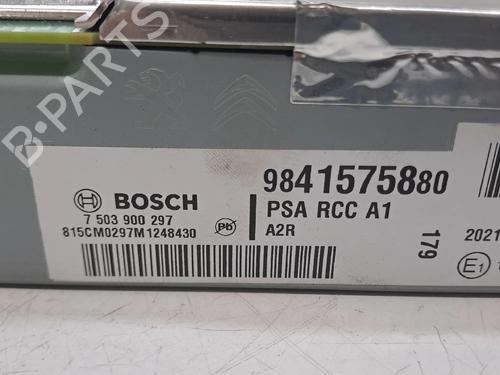 B-PARTS
BOSCH
7 503 900 297
815CM0297M1248430
Pb
9841575880
PSA RCC A1
A2R
179
2021
E1